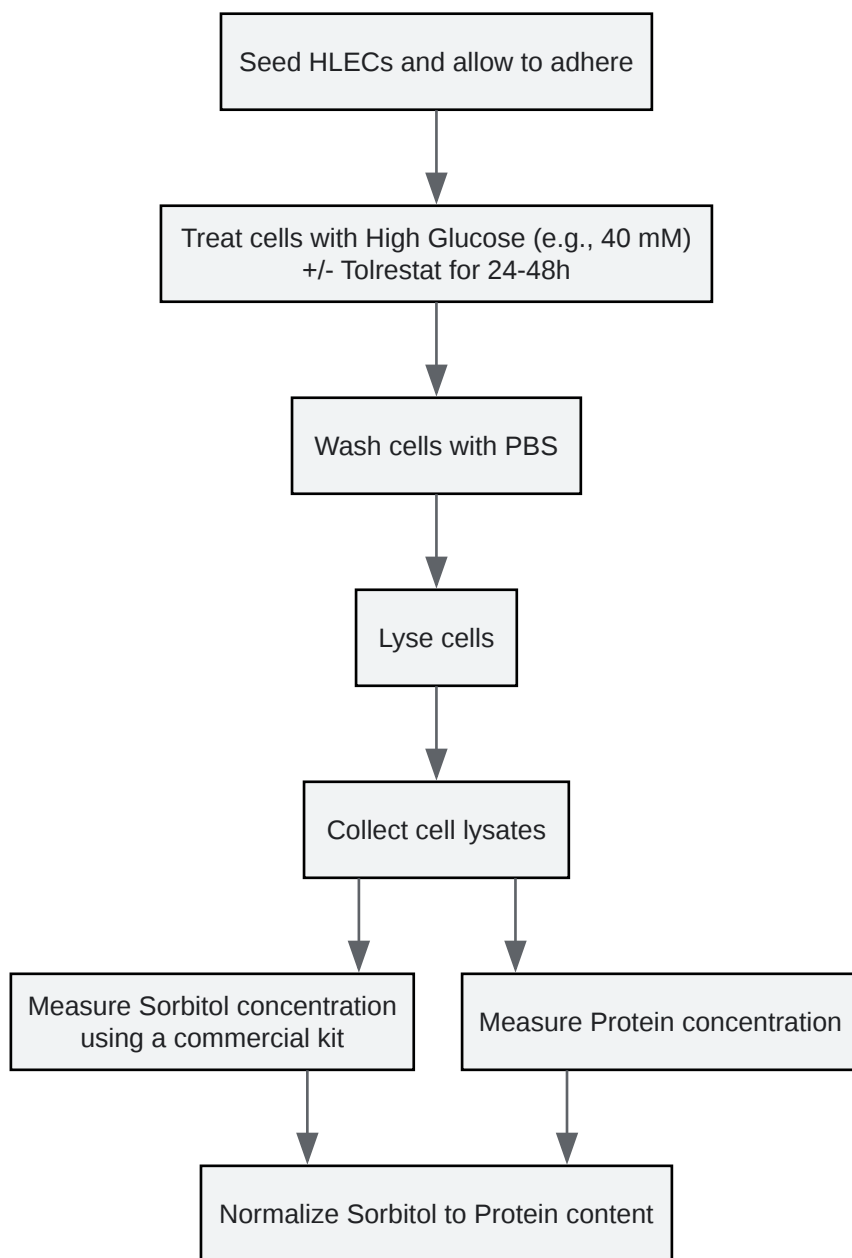 Seed HLECs and allow to adhere
Treat cells with High Glucose (e.g., 40 mM)
+/- Tolrestat for 24-48h
Wash cells with PBS
Lyse cells
Collect cell lysates
Measure Sorbitol concentration
using a commercial kit
Measure Protein concentration
Normalize Sorbitol to Protein content